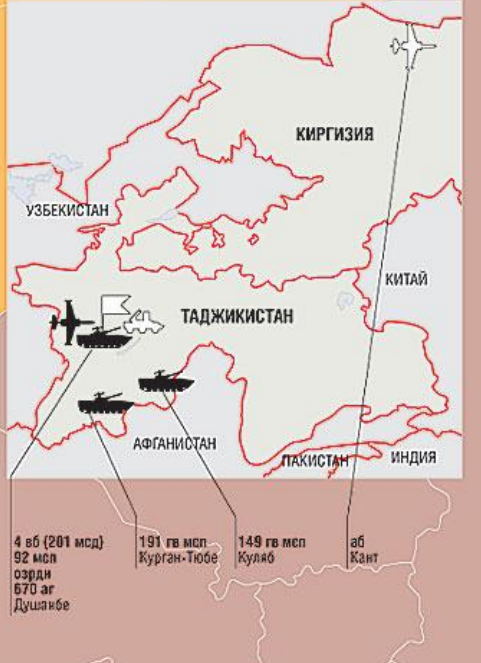 КИРГИЗИЯ
УЗБЕКИСТАН
КИТАЙ
ТАДЖИКИСТАН
АФГАНИСТАН
ПАКИСТАН
ИНДИЯ
4 вб (201 мсд)
92 мсп
озрди
670 аг
Душанбе
191 гв мсп
Курган-Тюбе
149 гв мсп
Куляб
аб
Кант